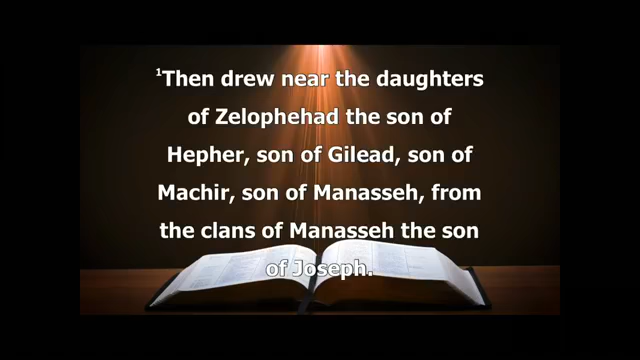 ¹Then drew near the daughters
of Zelophehad the son of
Hepher, son of Gilead, son of
Machir, son of Manasseh, from
the clans of Manasseh the son
of Joseph.